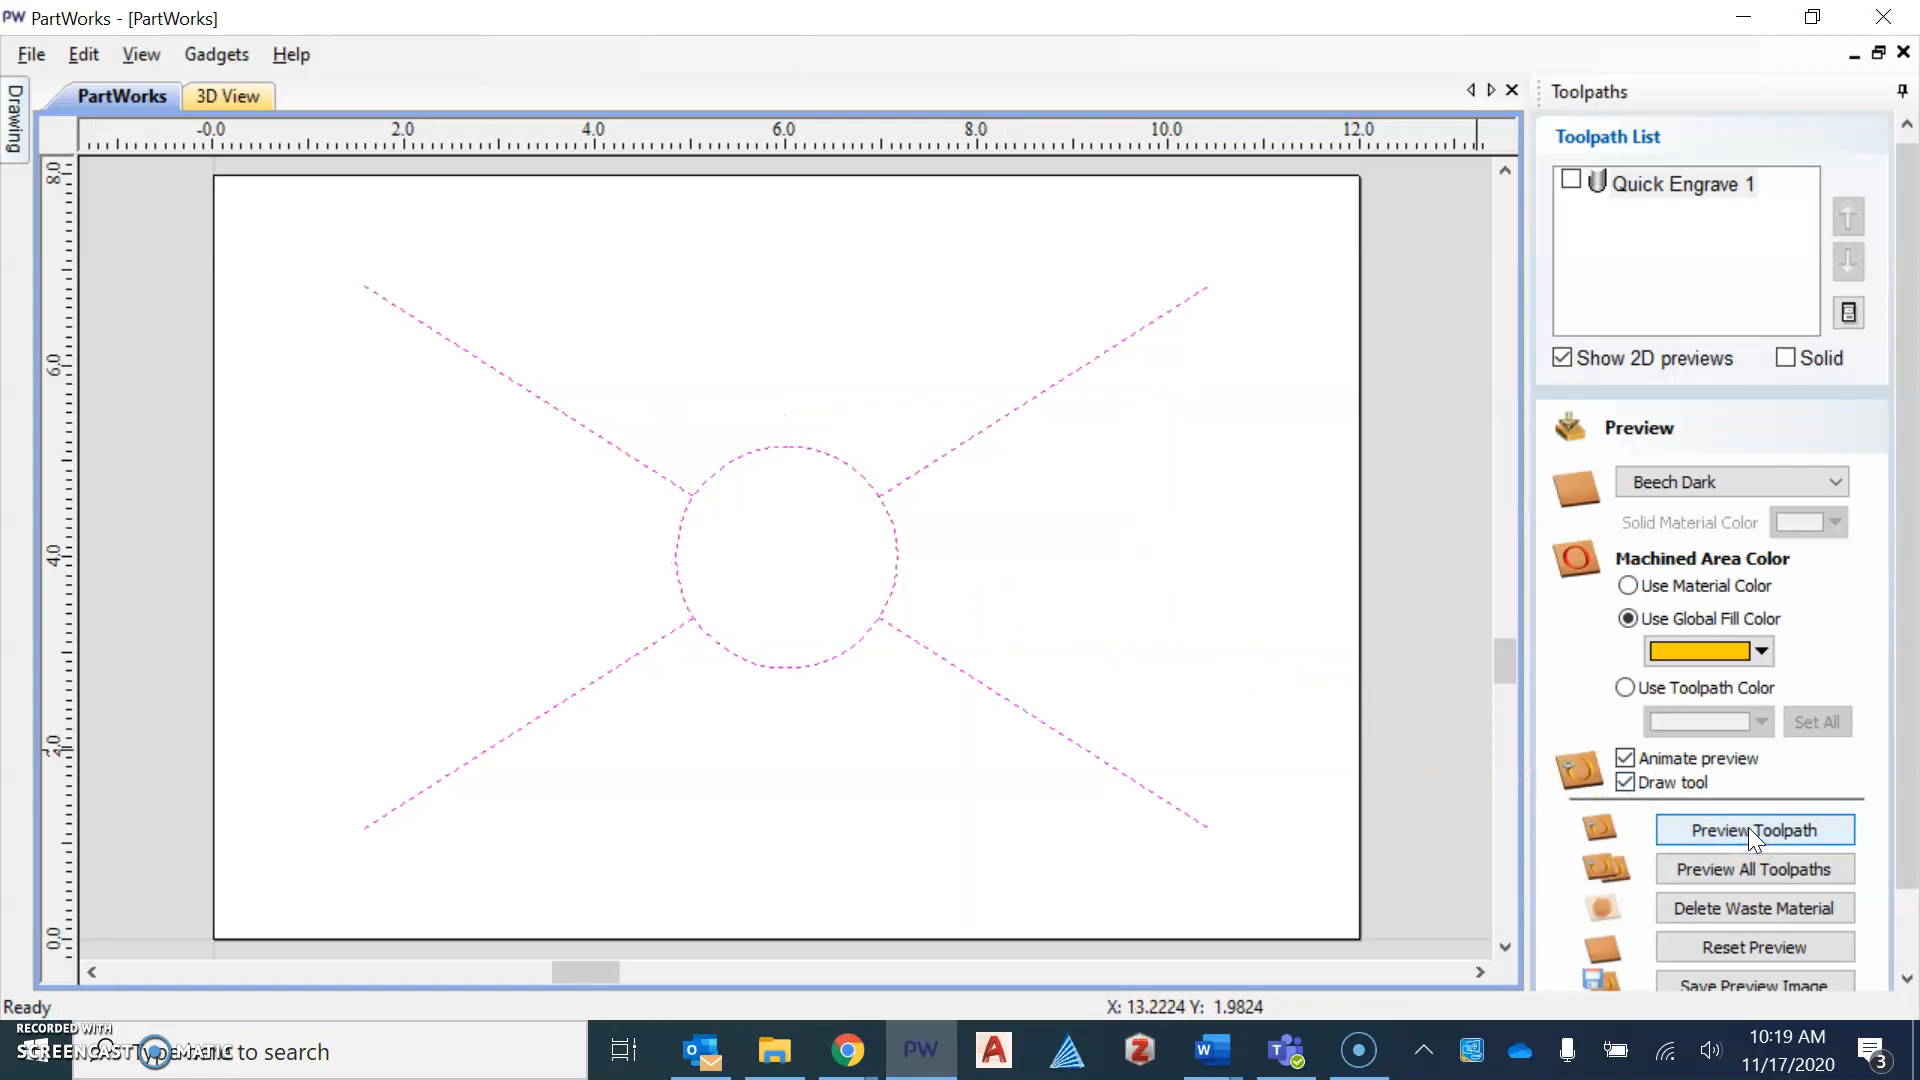 PW PartWorks - [PartWorks]
File Edit View Gadgets Help
Drawing
PartWorks 3D View
-0.0 2.0 4.0 6.0 8.0 10.0 12.0
8.0
6.0
4.0
2.0
0.0
Toolpaths
Toolpath List
Quick Engrave 1
Show 2D previews Solid
Preview
Beech Dark
Solid Material Color
Machined Area Color
Use Material Color
Use Global Fill Color
Use Toolpath Color
Set All
Animate preview
Draw tool
Preview Toolpath
Preview All Toolpaths
Delete Waste Material
Reset Preview
Save Preview Image
Ready
X: 13.2224 Y: 1.9824
RECORDED WITH
SCREENCAST MATIC
to search
PW
10:19 AM
11/17/2020
3